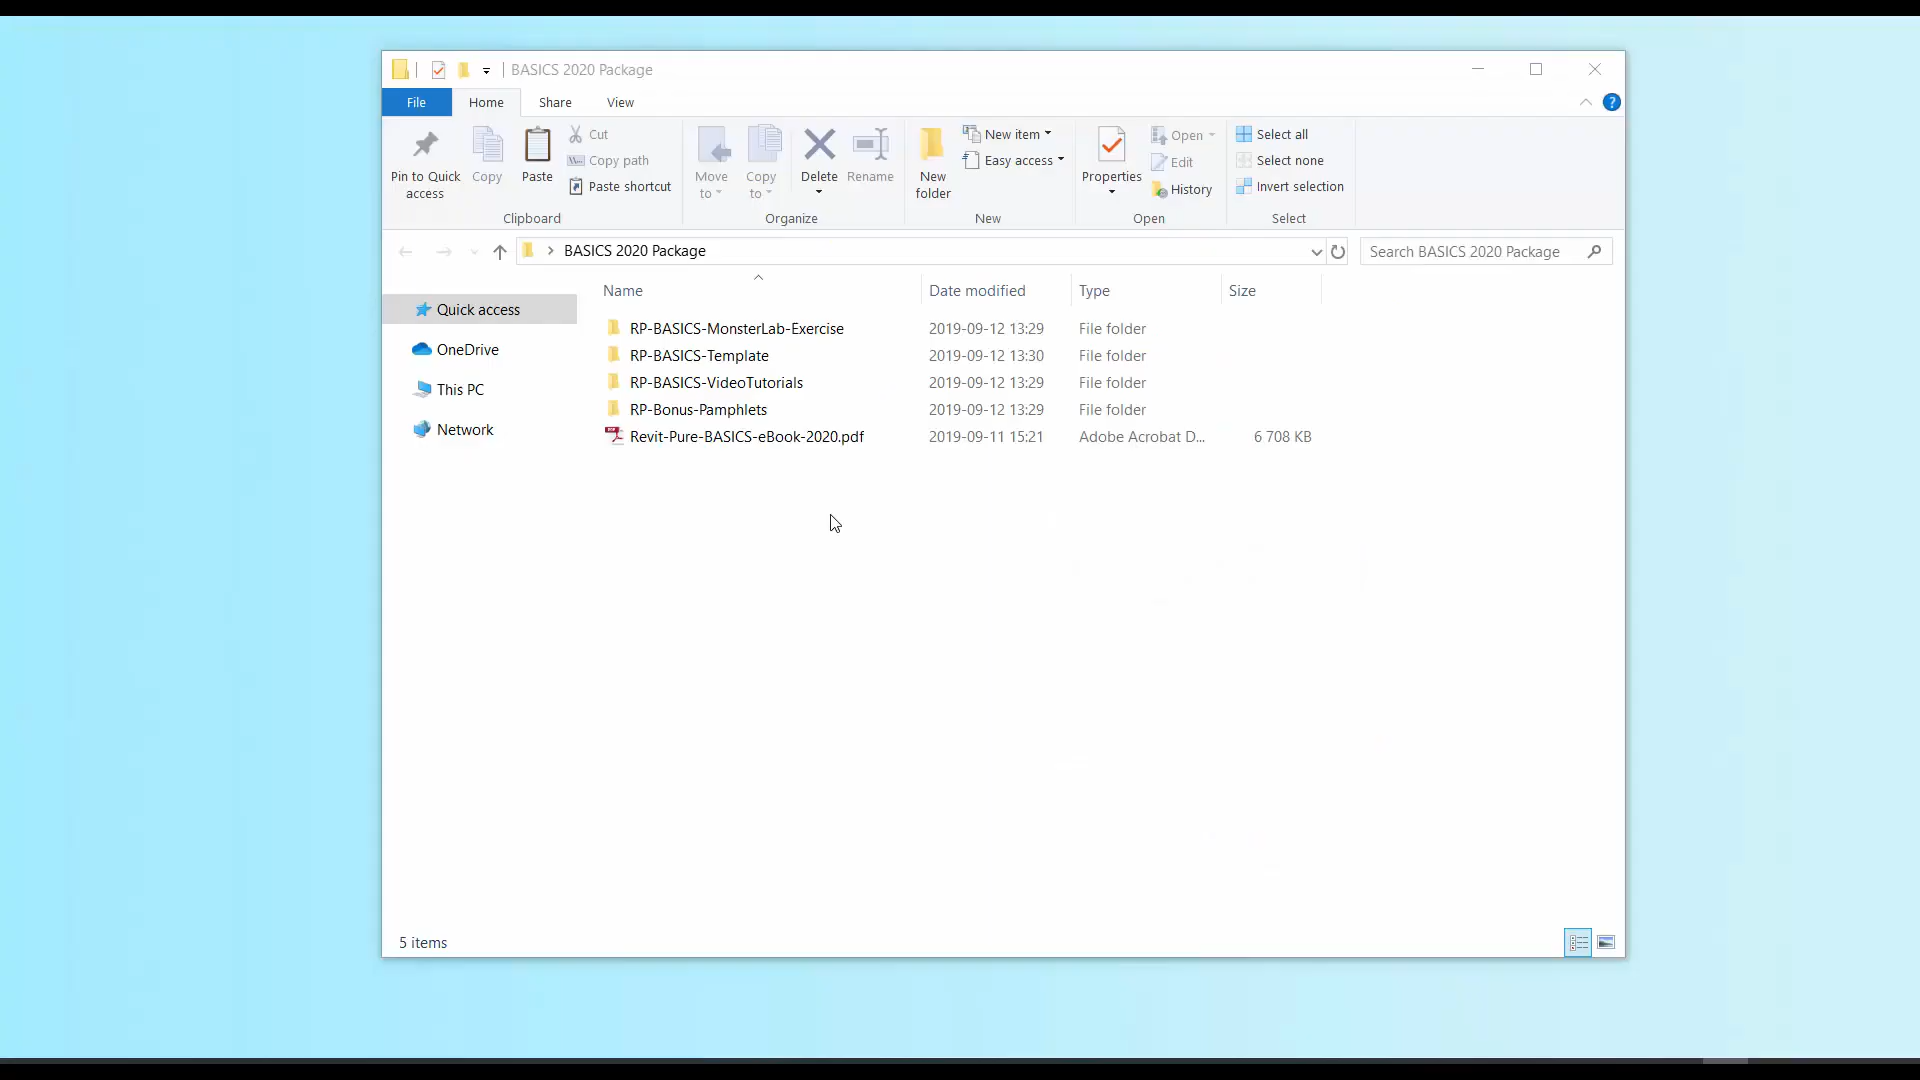 BASICS 2020 Package
File Home Share View
Pin to Quick access
Copy
Paste
Cut
Copy path
Paste shortcut
Clipboard
Move to
Copy to
Delete
Rename
Organize
New folder
New item
Easy access
New
Properties
Open
Edit
History
Open
Select all
Select none
Invert selection
Select
BASICS 2020 Package
Search BASICS 2020 Package
Quick access
OneDrive
This PC
Network
Name Date modified Type Size
RP-BASICS-MonsterLab-Exercise 2019-09-12 13:29 File folder
RP-BASICS-Template 2019-09-12 13:30 File folder
RP-BASICS-VideoTutorials 2019-09-12 13:29 File folder
RP-Bonus-Pamphlets 2019-09-12 13:29 File folder
Revit-Pure-BASICS-eBook-2020.pdf 2019-09-11 15:21 Adobe Acrobat D... 6 708 KB
5 items